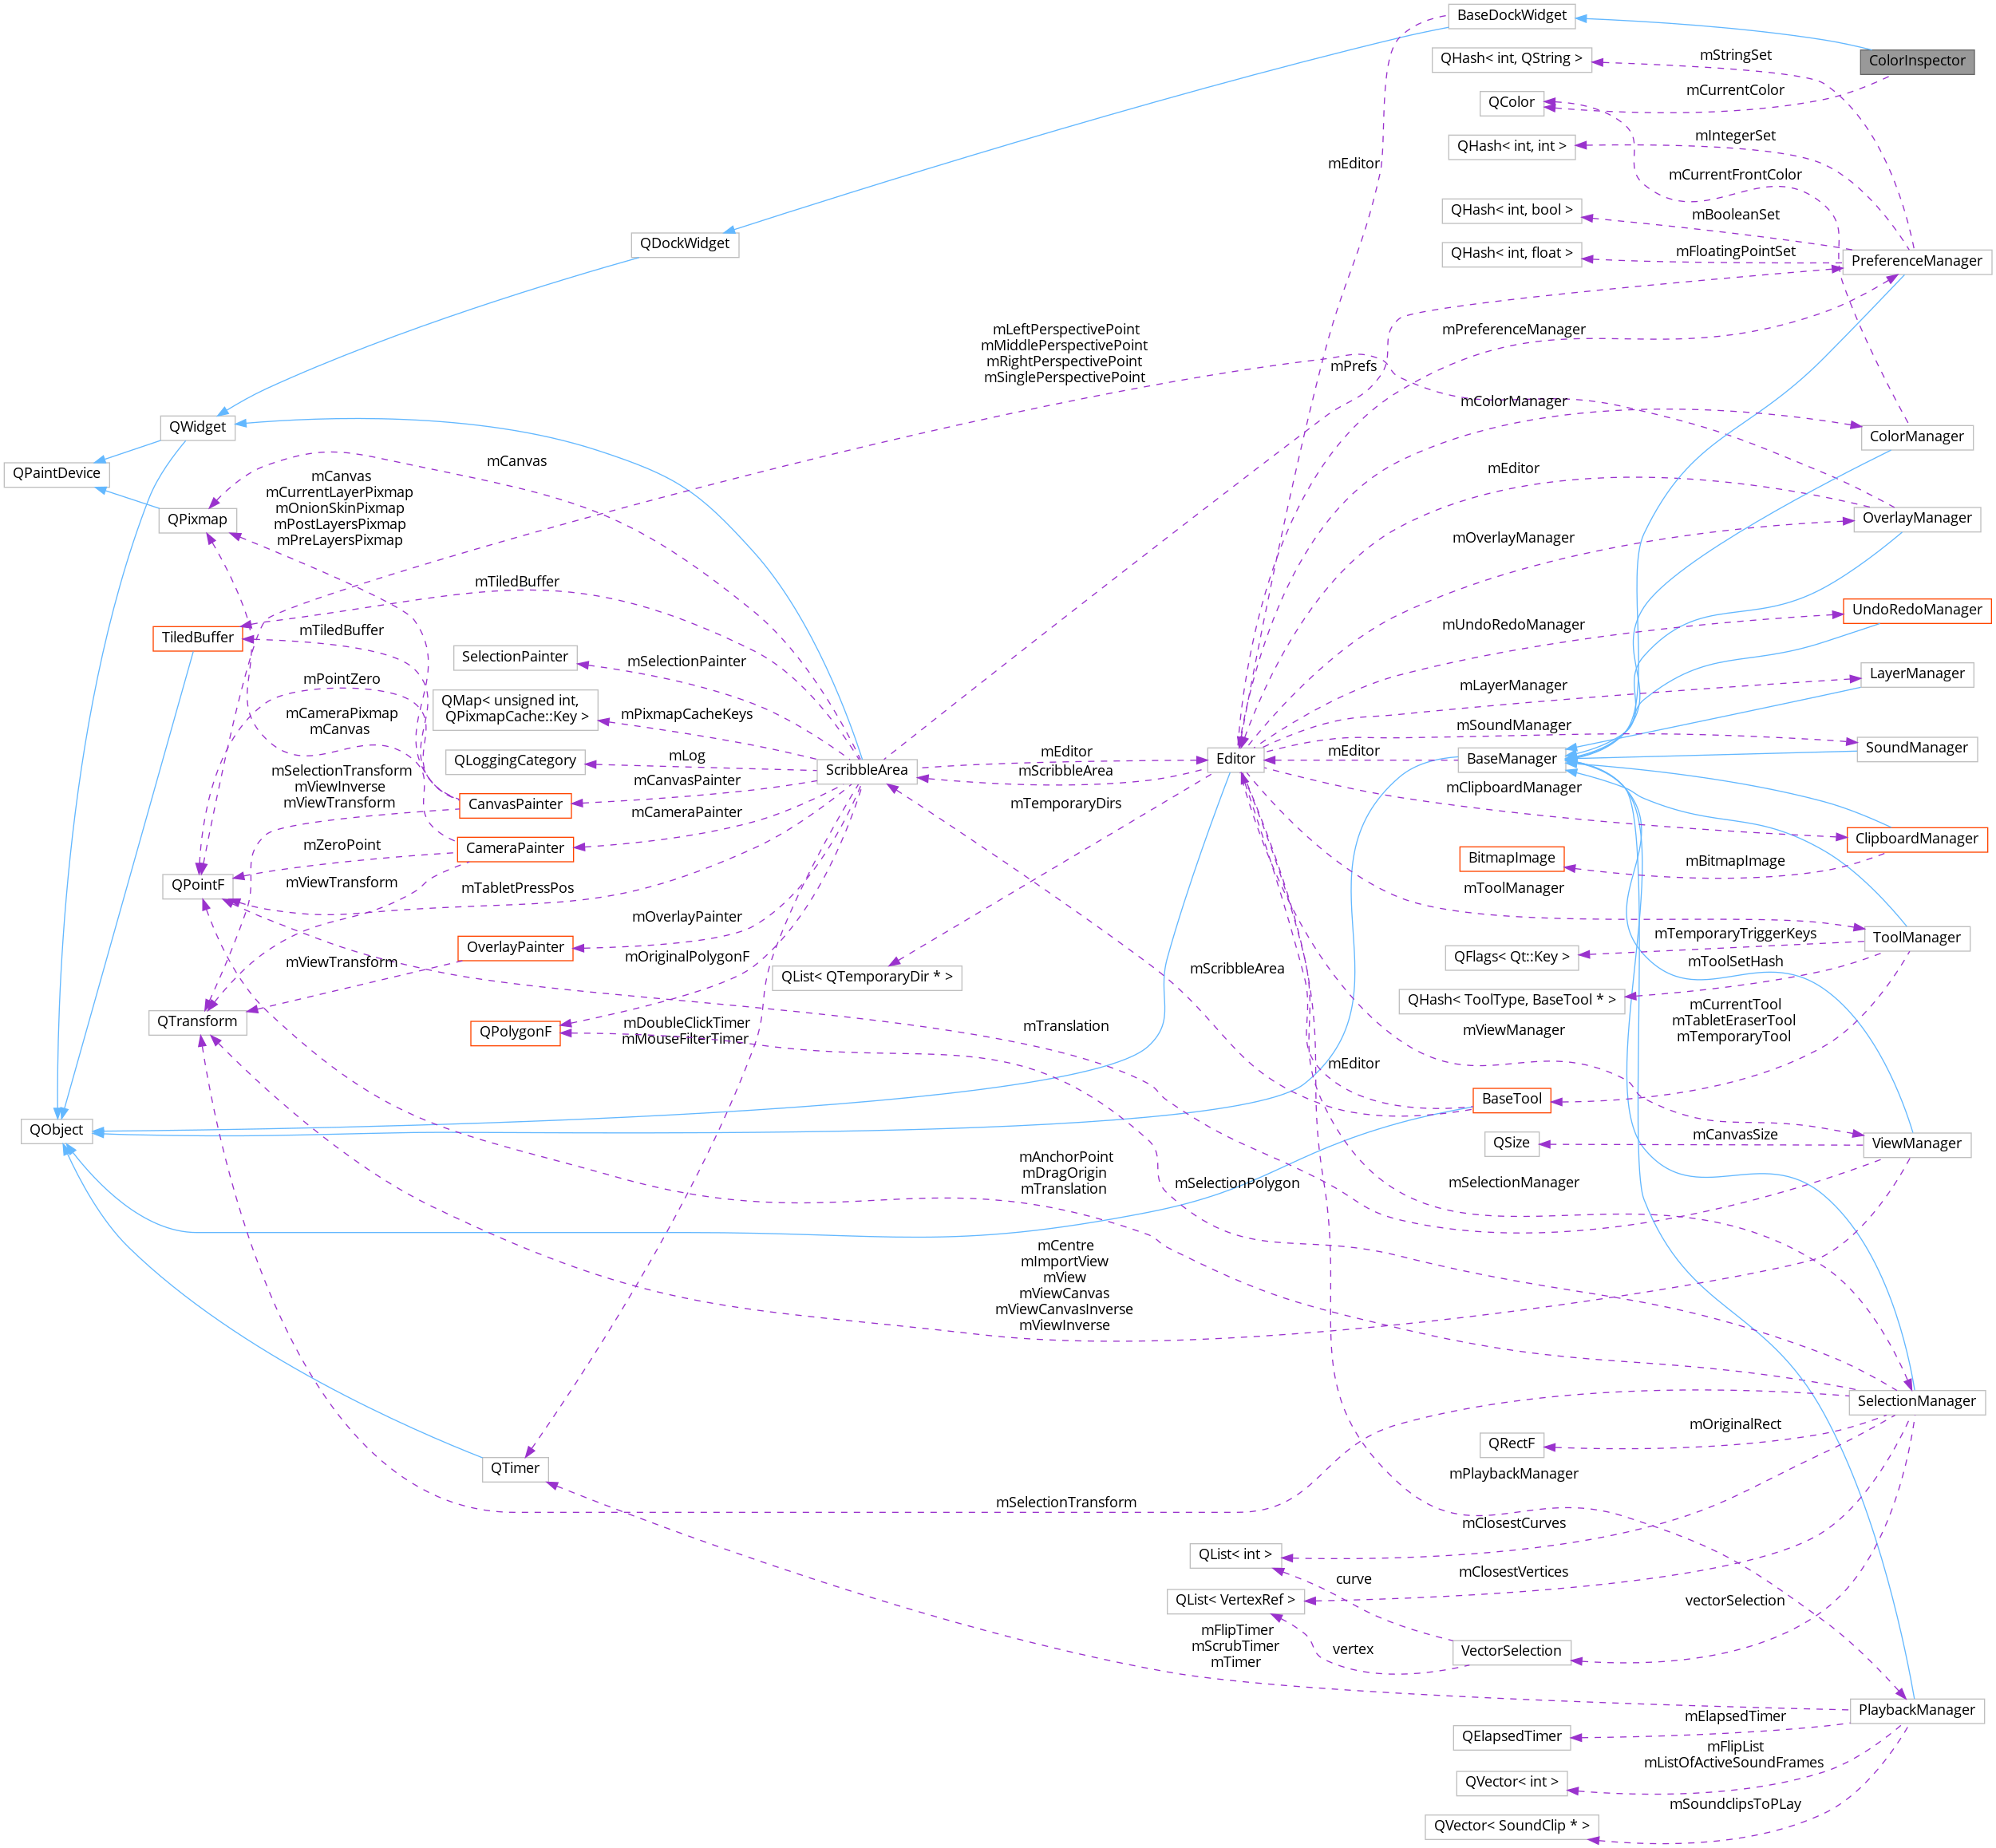 BaseDockWidget
ColorInspector
QHash< int, QString >
mStringSet
mCurrentColor
QColor
QHash< int, int >
mIntegerSet
mEditor
mCurrentFrontColor
QHash< int, bool >
mBooleanSet
QDockWidget
QHash< int, float >
mFloatingPointSet
PreferenceManager
mLeftPerspectivePoint
mMiddlePerspectivePoint
mRightPerspectivePoint
mSinglePerspectivePoint
mPreferenceManager
mPrefs
mColorManager
QWidget
ColorManager
QPaintDevice
mCanvas
mEditor
mCanvas
mCurrentLayerPixmap
mOnionSkinPixmap
mPostLayersPixmap
mPreLayersPixmap
QPixmap
OverlayManager
mOverlayManager
mTiledBuffer
UndoRedoManager
TiledBuffer
mTiledBuffer
mUndoRedoManager
SelectionPainter
mSelectionPainter
LayerManager
mPointZero
mLayerManager
QMap< unsigned int,
QPixmapCache::Key >
mPixmapCacheKeys
mCameraPixmap
mCanvas
mSoundManager
SoundManager
QLoggingCategory
mLog
mEditor
Editor
mEditor
BaseManager
ScribbleArea
mScribbleArea
mSelectionTransform
mViewInverse
mViewTransform
mCanvasPainter
CanvasPainter
mTemporaryDirs
mClipboardManager
mCameraPainter
ClipboardManager
mZeroPoint
CameraPainter
BitmapImage
mBitmapImage
QPointF
mViewTransform
mTabletPressPos
mToolManager
mOverlayPainter
mTemporaryTriggerKeys
ToolManager
OverlayPainter
QFlags< Qt::Key >
mViewTransform
mOriginalPolygonF
QList< QTemporaryDir * >
mScribbleArea
mToolSetHash
QHash< ToolType, BaseTool * >
QTransform
QPolygonF
mDoubleClickTimer
mMouseFilterTimer
mTranslation
mViewManager
mCurrentTool
mTabletEraserTool
mTemporaryTool
mEditor
BaseTool
QObject
QSize
mCanvasSize
ViewManager
mAnchorPoint
mDragOrigin
mTranslation
mSelectionPolygon
mSelectionManager
mCentre
mImportView
mView
mViewCanvas
mViewCanvasInverse
mViewInverse
SelectionManager
mOriginalRect
QRectF
QTimer
mPlaybackManager
mSelectionTransform
mClosestCurves
QList< int >
curve
mClosestVertices
QList< VertexRef >
vectorSelection
mFlipTimer
mScrubTimer
mTimer
vertex
VectorSelection
PlaybackManager
mElapsedTimer
QElapsedTimer
mFlipList
mListOfActiveSoundFrames
QVector< int >
mSoundclipsToPLay
QVector< SoundClip * >